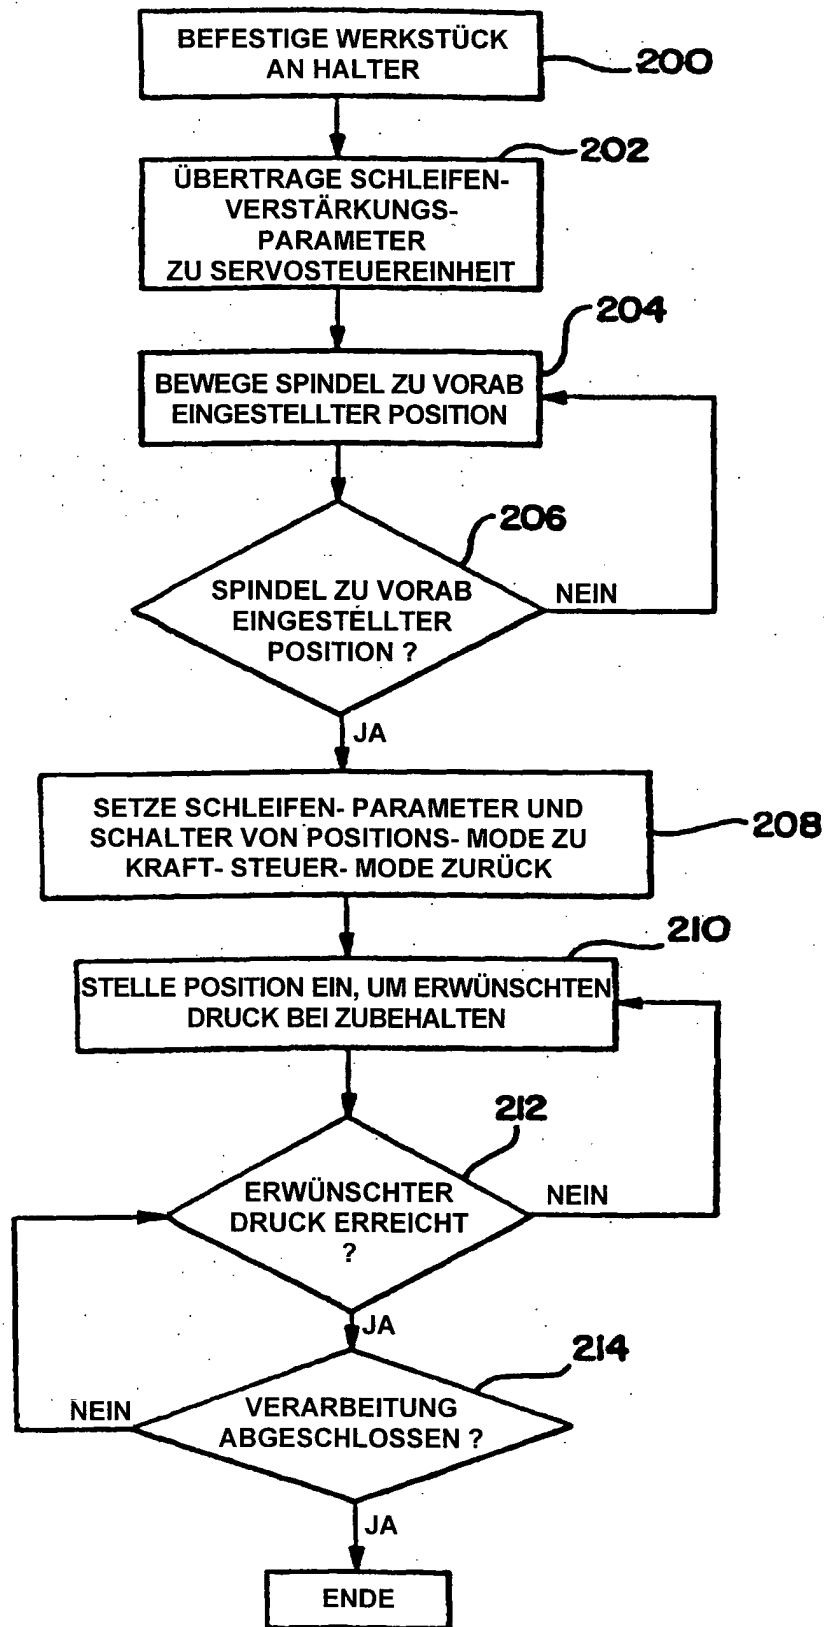 BEFESTIGE WERKSTÜCK
AN HALTER
200
202
ÜBERTRAGE SCHLEIFEN-
VERSTÄRKUNGS-
PARAMETER
ZU SERVOSTEUEREINHEIT
204
BEWEGE SPINDEL ZU VORAB
EINGESTELLTER POSITION
206
SPINDEL ZU VORAB
EINGESTELLTER
POSITION ?
NEIN
JA
SETZE SCHLEIFEN- PARAMETER UND
SCHALTER VON POSITIONS- MODE ZU
KRAFT- STEUER- MODE ZURÜCK
208
210
STELLE POSITION EIN, UM ERWÜNSCHTEN
DRUCK BEI ZUBEHALTEN
212
ERWÜNSCHTER
DRUCK ERREICHT
?
NEIN
JA
214
VERARBEITUNG
ABGESCHLOSSEN ?
NEIN
JA
ENDE